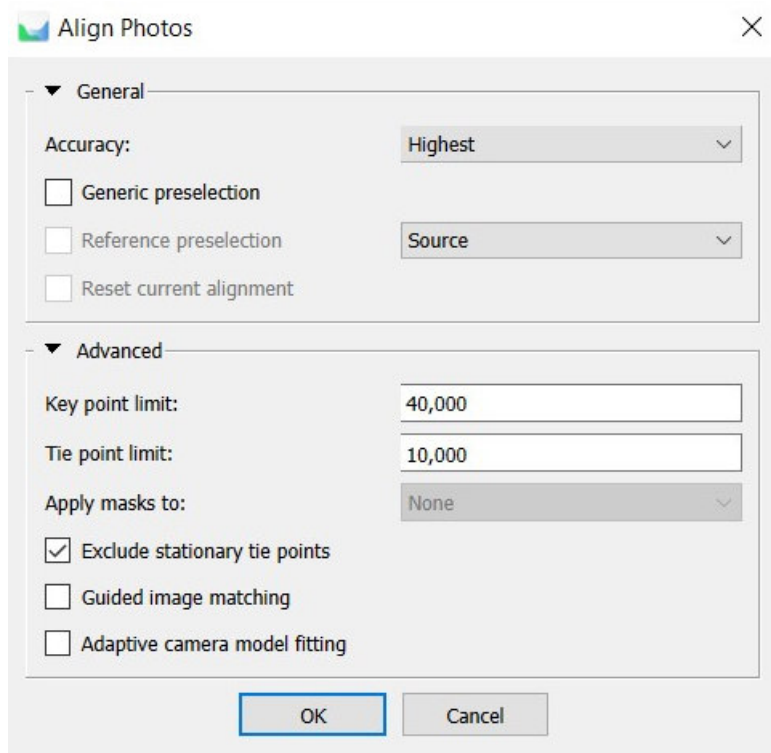 Align Photos
General
Accuracy: Highest
Generic preselection
Reference preselection Source
Reset current alignment
Advanced
Key point limit: 40,000
Tie point limit: 10,000
Apply masks to: None
Exclude stationary tie points
Guided image matching
Adaptive camera model fitting
OK Cancel